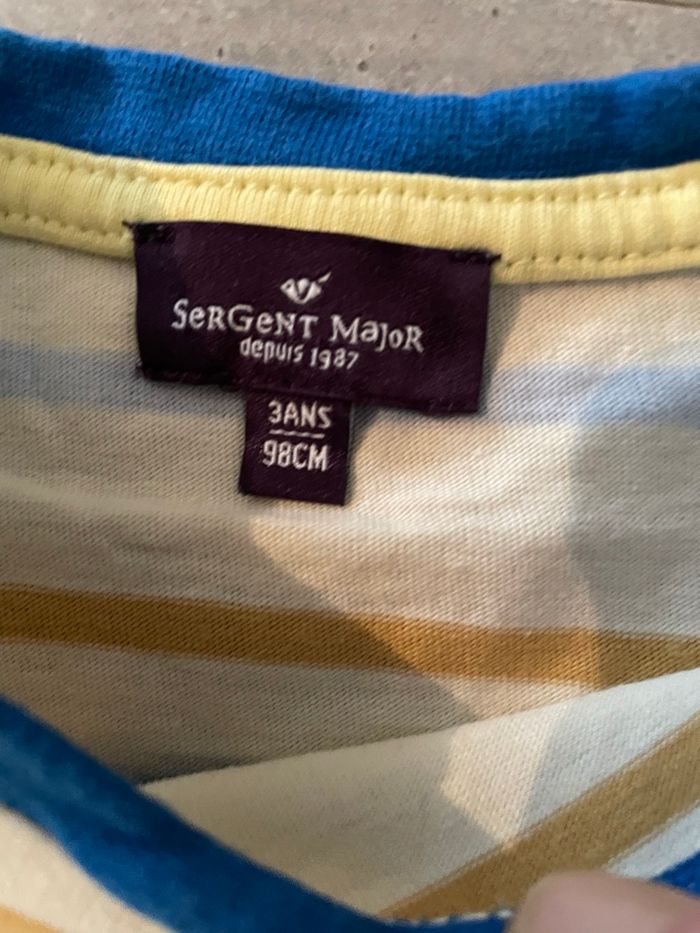 SeRGeNT MaJoR
depuis 1987
3ANS
98CM